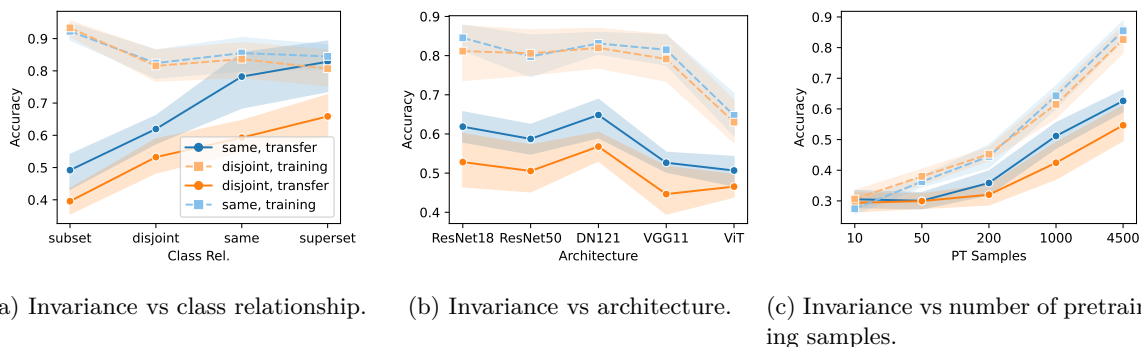 0.9
0.8
0.7
0.6
0.5
0.4
Accuracy
subset disjoint same superset
Class Rel.
same, transfer
disjoint, training
disjoint, transfer
same, training
0.9
0.8
0.7
0.6
0.5
0.4
Accuracy
ResNet18 ResNet50 DN121 VGG11 ViT
Architecture
0.9
0.8
0.7
0.6
0.5
0.4
0.3
Accuracy
10 50 200 1000 4500
PT Samples
a) Invariance vs class relationship.
(b) Invariance vs architecture.
(c) Invariance vs number of pretrain
ing samples.